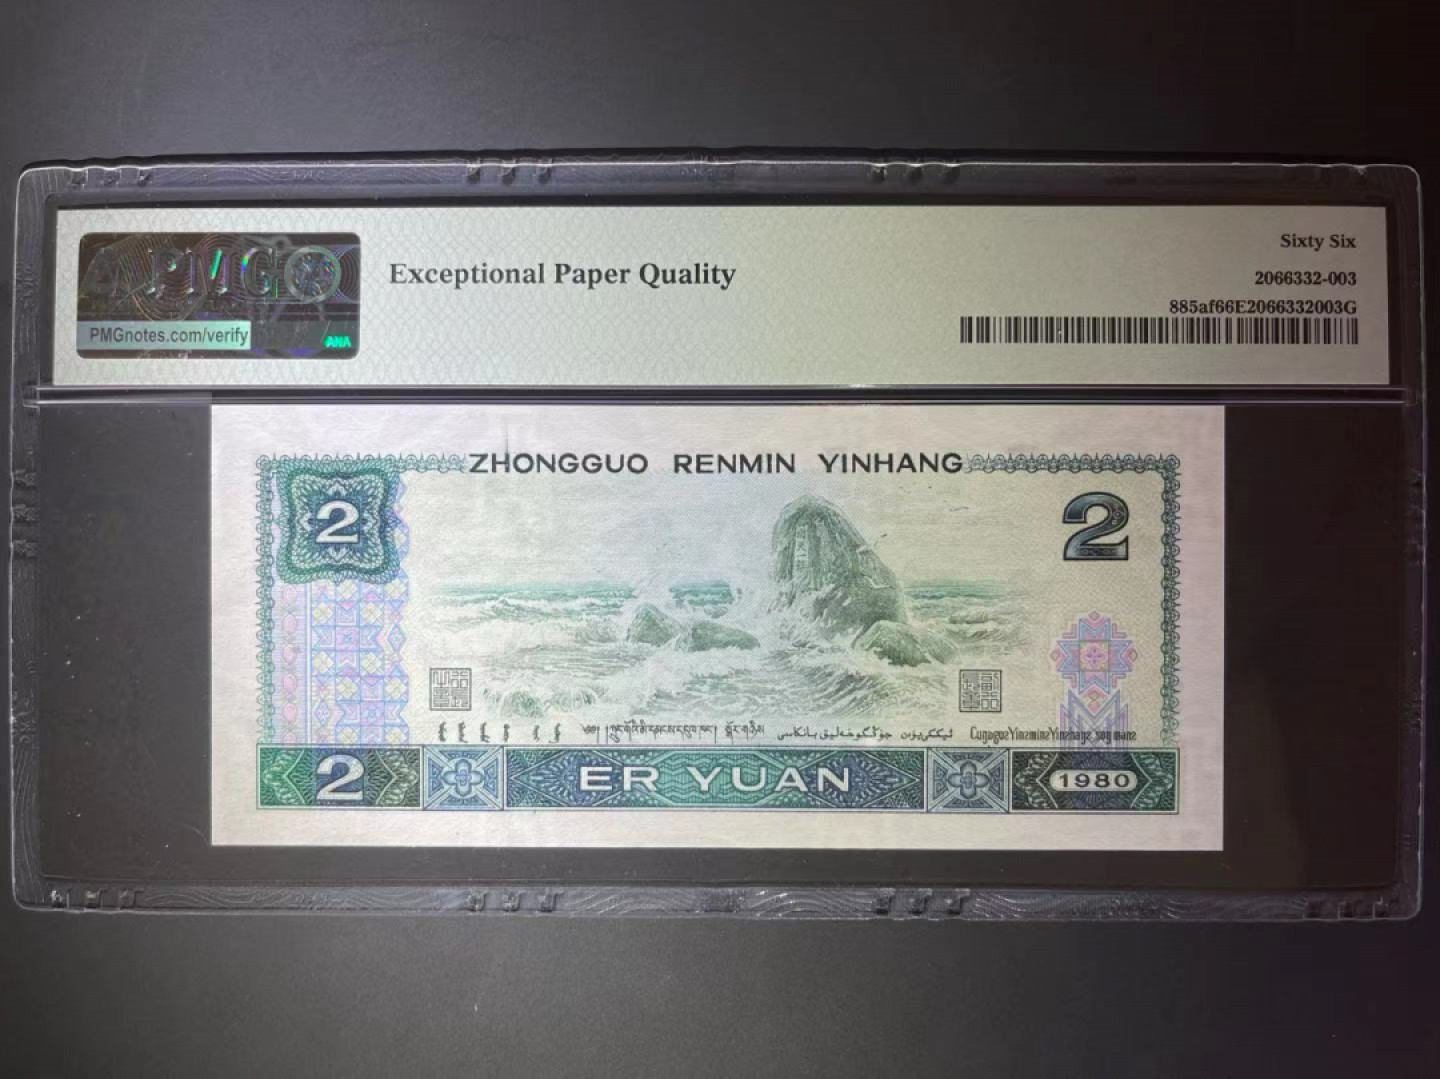 PMG
PMGnotes.com/verify
ANA
Exceptional Paper Quality
Sixty Six
2066332-003
885af66E2066332003G
ZHONGGUO RENMIN YINHANG
2
2
2
ER YUAN
1980